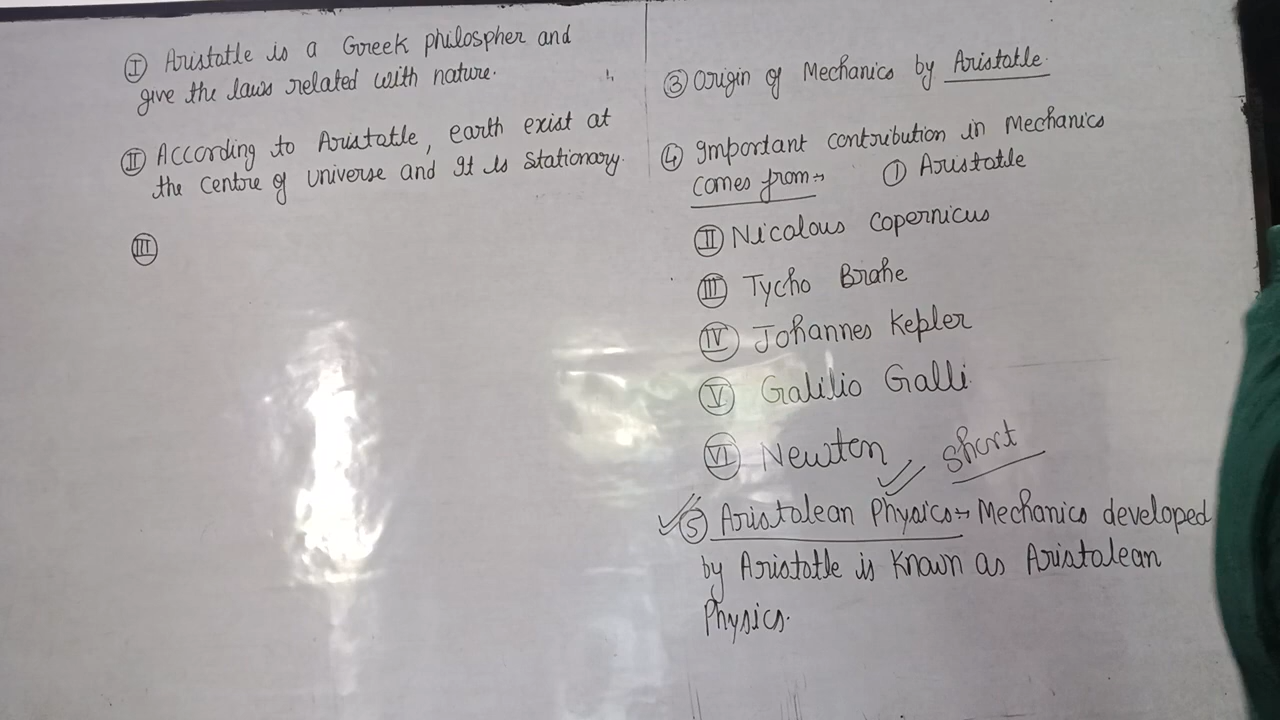 Ⓘ Aristotle is a Greek philospher and
give the laws related with nature.
Ⓘⓘ According to Aristotle, earth exist at
the centre of universe and It is stationary.
Ⓘⓘⓘ
③ Origin of Mechanics by Aristotle.
④ Important contribution in Mechanics
comes from→ ① Aristotle
Ⓘⓘ Nicolous Copernicus
Ⓘⓘⓘ Tycho Brahe
ⒾⓋ Johannes Kepler
Ⓥ Galilio Galli
ⓋⒾ Newton, Short
⑤ Aristolean Physics→ Mechanics developed
by Aristotle is Known as Aristolean
Physics.